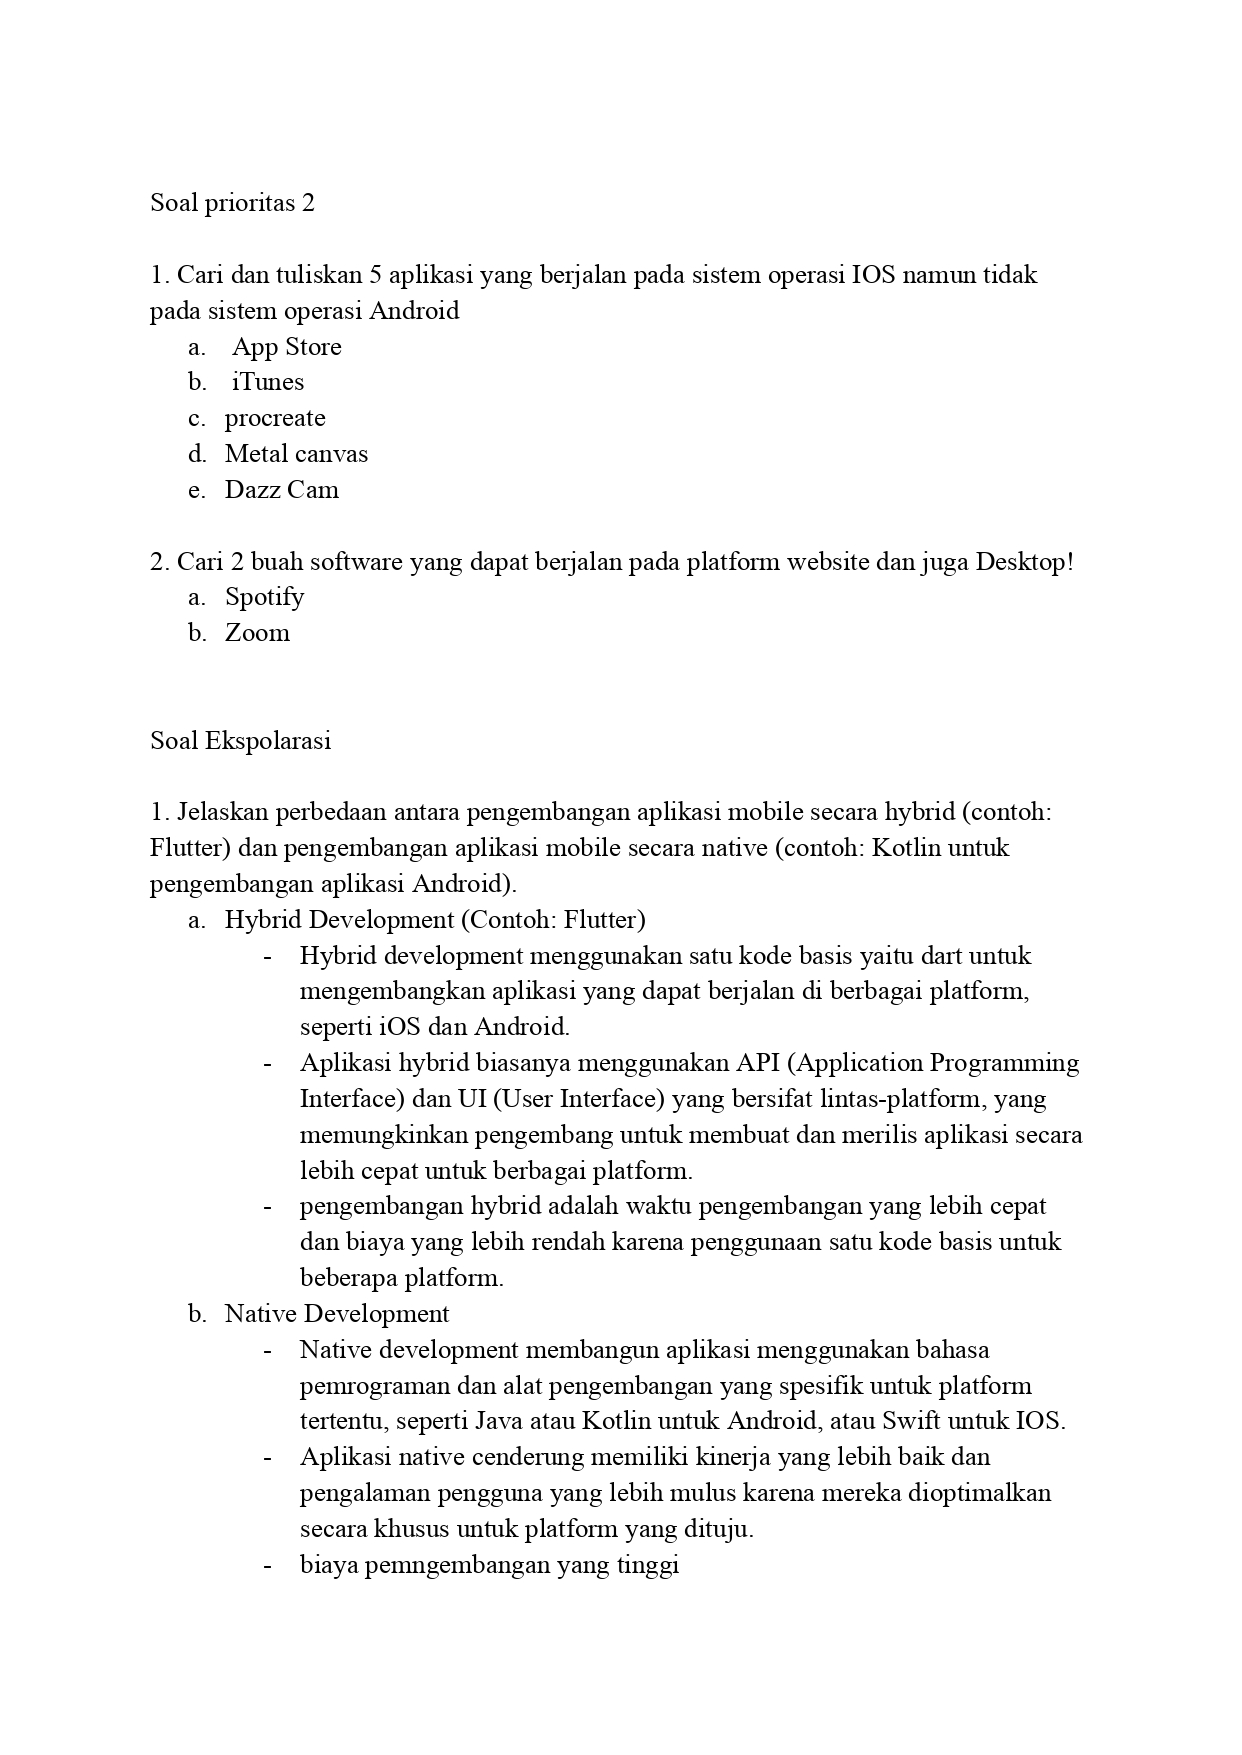 Soal prioritas 2
1. Cari dan tuliskan 5 aplikasi yang berjalan pada sistem operasi IOS namun tidak
pada sistem operasi Android
a. App Store
b. iTunes
c. procreate
d. Metal canvas
e. Dazz Cam
2. Cari 2 buah software yang dapat berjalan pada platform website dan juga Desktop!
a. Spotify
b. Zoom
Soal Ekspolarasi
1. Jelaskan perbedaan antara pengembangan aplikasi mobile secara hybrid (contoh:
Flutter) dan pengembangan aplikasi mobile secara native (contoh: Kotlin untuk
pengembangan aplikasi Android).
a. Hybrid Development (Contoh: Flutter)
- Hybrid development menggunakan satu kode basis yaitu dart untuk
mengembangkan aplikasi yang dapat berjalan di berbagai platform,
seperti iOS dan Android.
- Aplikasi hybrid biasanya menggunakan API (Application Programming
Interface) dan UI (User Interface) yang bersifat lintas-platform, yang
memungkinkan pengembang untuk membuat dan merilis aplikasi secara
lebih cepat untuk berbagai platform.
- pengembangan hybrid adalah waktu pengembangan yang lebih cepat
dan biaya yang lebih rendah karena penggunaan satu kode basis untuk
beberapa platform.
b. Native Development
- Native development membangun aplikasi menggunakan bahasa
pemrograman dan alat pengembangan yang spesifik untuk platform
tertentu, seperti Java atau Kotlin untuk Android, atau Swift untuk IOS.
- Aplikasi native cenderung memiliki kinerja yang lebih baik dan
pengalaman pengguna yang lebih mulus karena mereka dioptimalkan
secara khusus untuk platform yang dituju.
- biaya pemngembangan yang tinggi